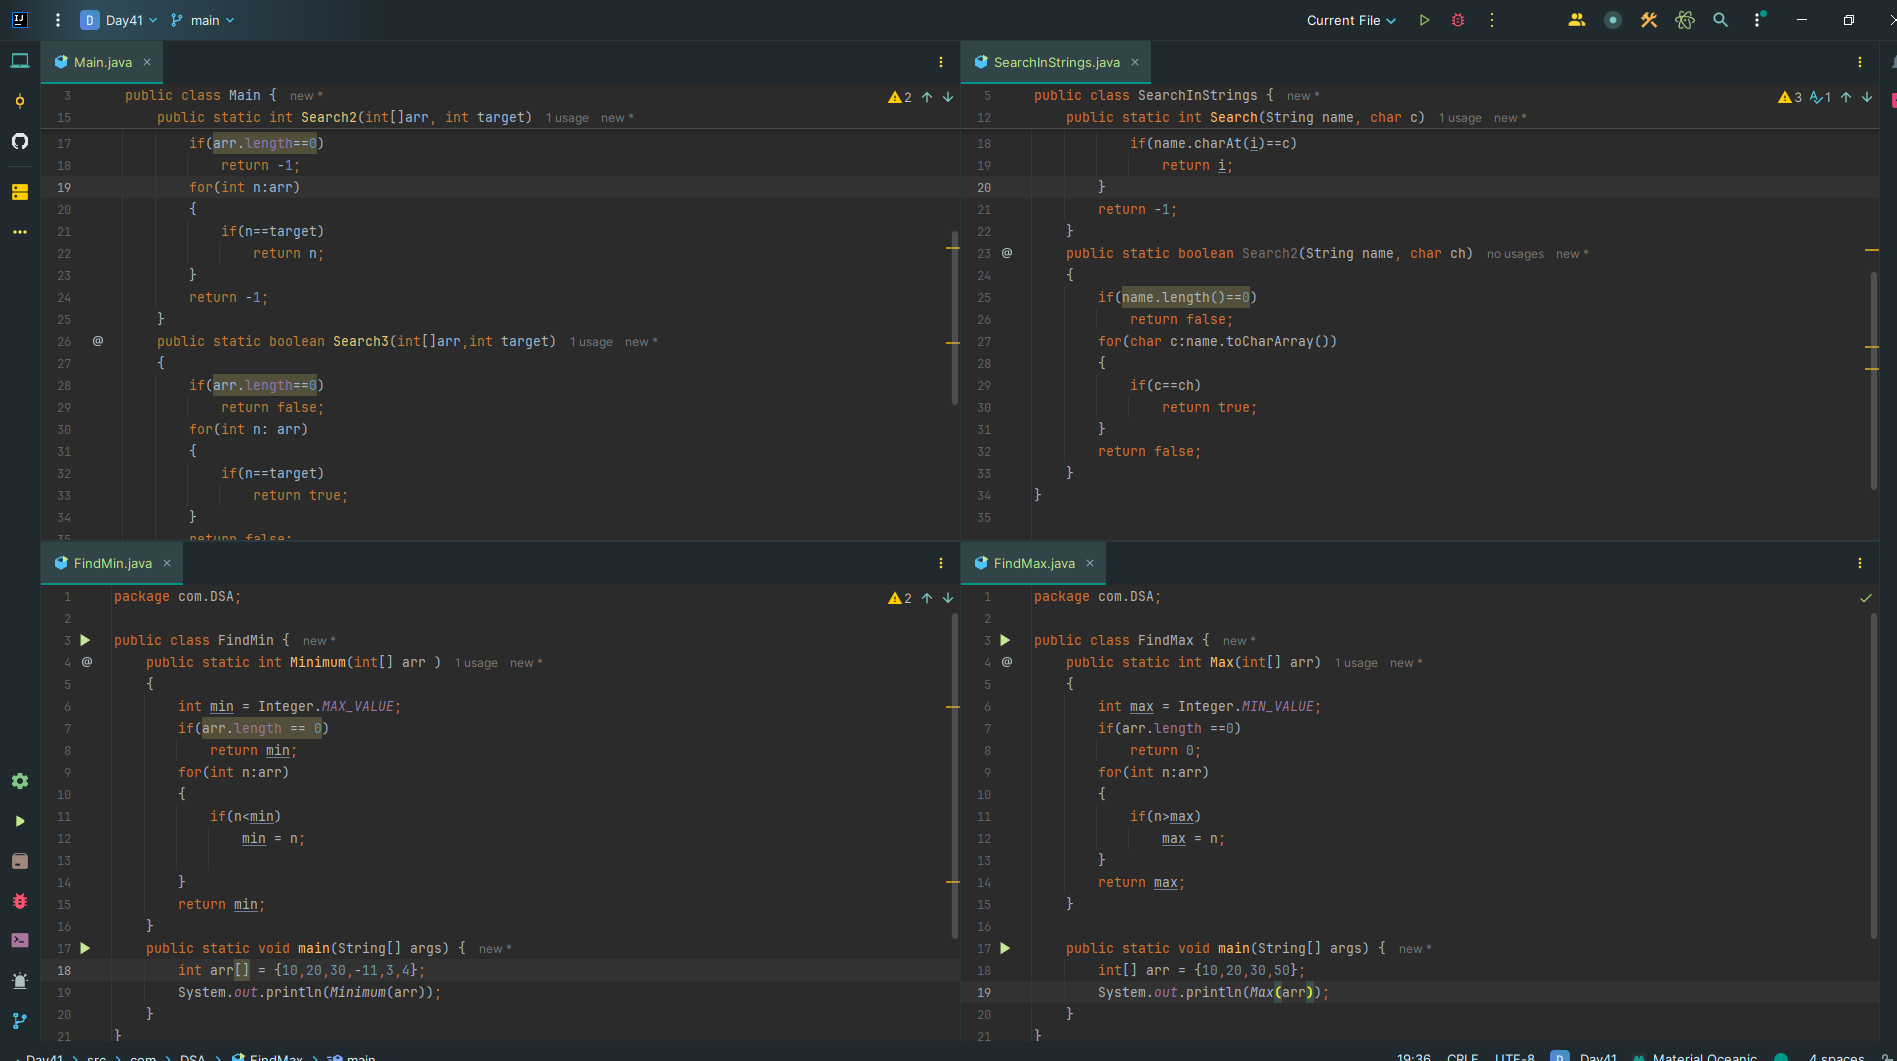 IJ D Day41 main Current File
Main.java
3 public class Main { new *
15 public static int Search2(int[]arr, int target) 1 usage new *
2
17 if(arr.length==0)
18 return -1;
19 for(int n:arr)
20 {
21 if(n==target)
22 return n;
23 }
24 return -1;
25 }
26 @ public static boolean Search3(int[]arr,int target) 1 usage new *
27 {
28 if(arr.length==0)
29 return false;
30 for(int n: arr)
31 {
32 if(n==target)
33 return true;
34 }
35 return false;
SearchInStrings.java
5 public class SearchInStrings { new *
3 1
12 public static int Search(String name, char c) 1 usage new *
18 if(name.charAt(i)==c)
19 return i;
20 }
21 return -1;
22 }
23 @ public static boolean Search2(String name, char ch) no usages new *
24 {
25 if(name.length()==0)
26 return false;
27 for(char c:name.toCharArray())
28 {
29 if(c==ch)
30 return true;
31 }
32 return false;
33 }
34 }
35
FindMin.java
1 package com.DSA;
2
2
3 public class FindMin { new *
4 @ public static int Minimum(int[] arr ) 1 usage new *
5 {
6 int min = Integer.MAX_VALUE;
7 if(arr.length == 0)
8 return min;
9 for(int n:arr)
10 {
11 if(n<min)
12 min = n;
13
14 }
15 return min;
16 }
17 public static void main(String[] args) { new *
18 int arr[] = {10,20,30,-11,3,4};
19 System.out.println(Minimum(arr));
20 }
21 }
FindMax.java
1 package com.DSA;
2
3 public class FindMax { new *
4 @ public static int Max(int[] arr) 1 usage new *
5 {
6 int max = Integer.MIN_VALUE;
7 if(arr.length ==0)
8 return 0;
9 for(int n:arr)
10 {
11 if(n>max)
12 max = n;
13 }
14 return max;
15 }
16
17 public static void main(String[] args) { new *
18 int[] arr = {10,20,30,50};
19 System.out.println(Max(arr));
20 }
21 }
Day41 > src > com > DSA > FindMax > main 19:36 CRLF UTF-8 D Day41 Material Oceanic 4 spaces